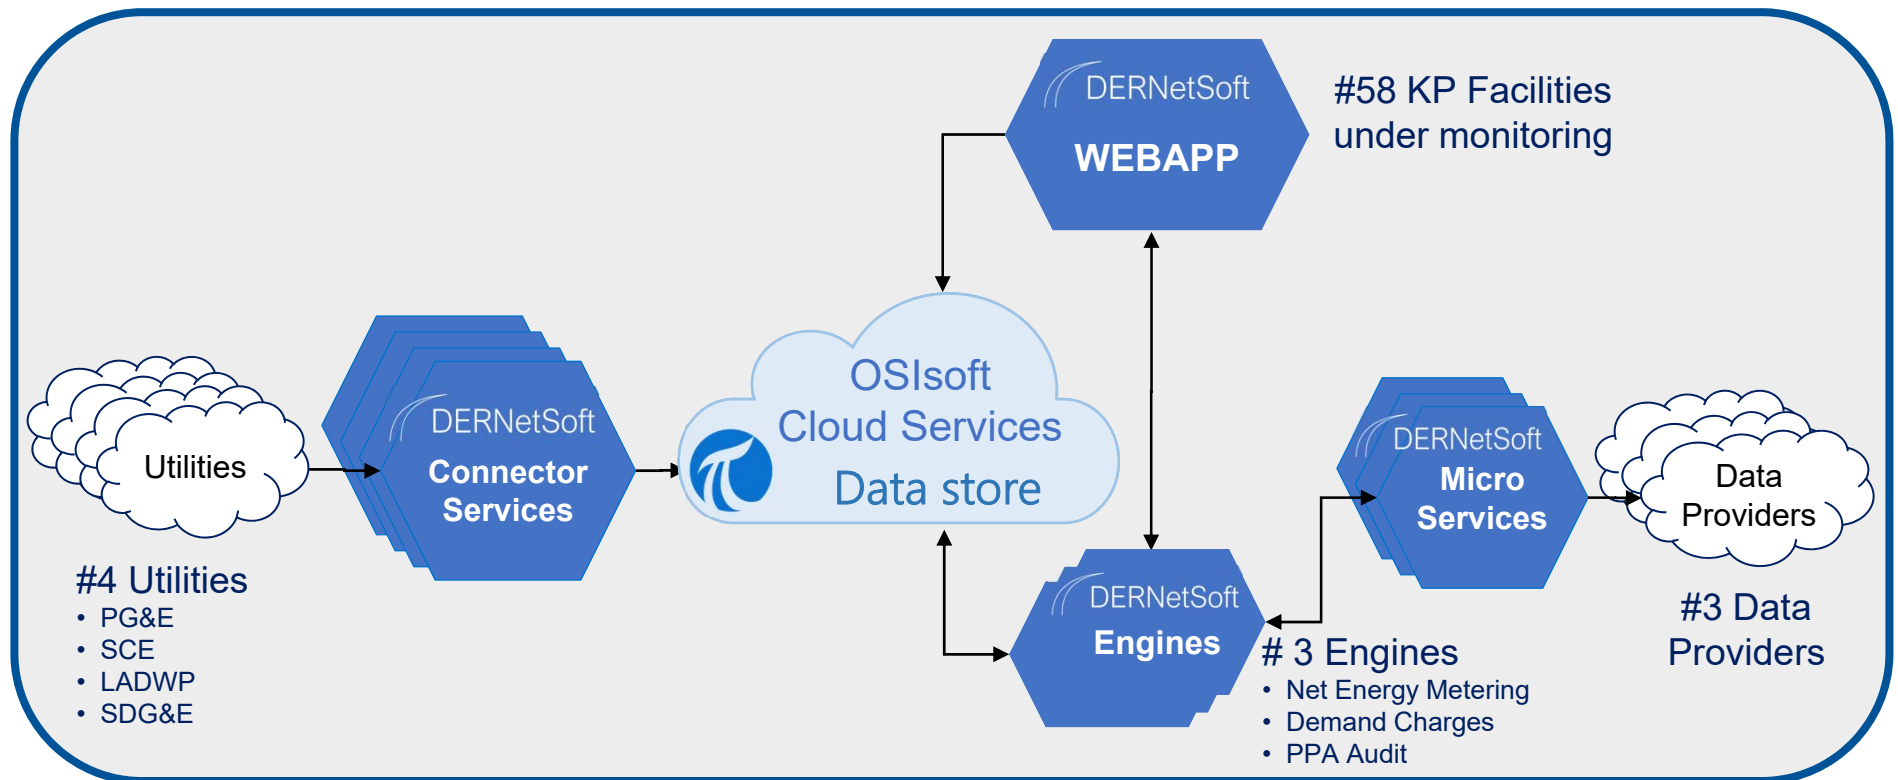 DERNetSoft
WEBAPP
#58 KP Facilities
under monitoring
OSIsoft
Cloud Services
Data store
Utilities
DERNetSoft
Connector
Services
DERNetSoft
Micro
Services
Data
Providers
#4 Utilities
• PG&E
• SCE
• LADWP
• SDG&E
DERNetSoft
Engines
# 3 Engines
• Net Energy Metering
• Demand Charges
• PPA Audit
#3 Data
Providers